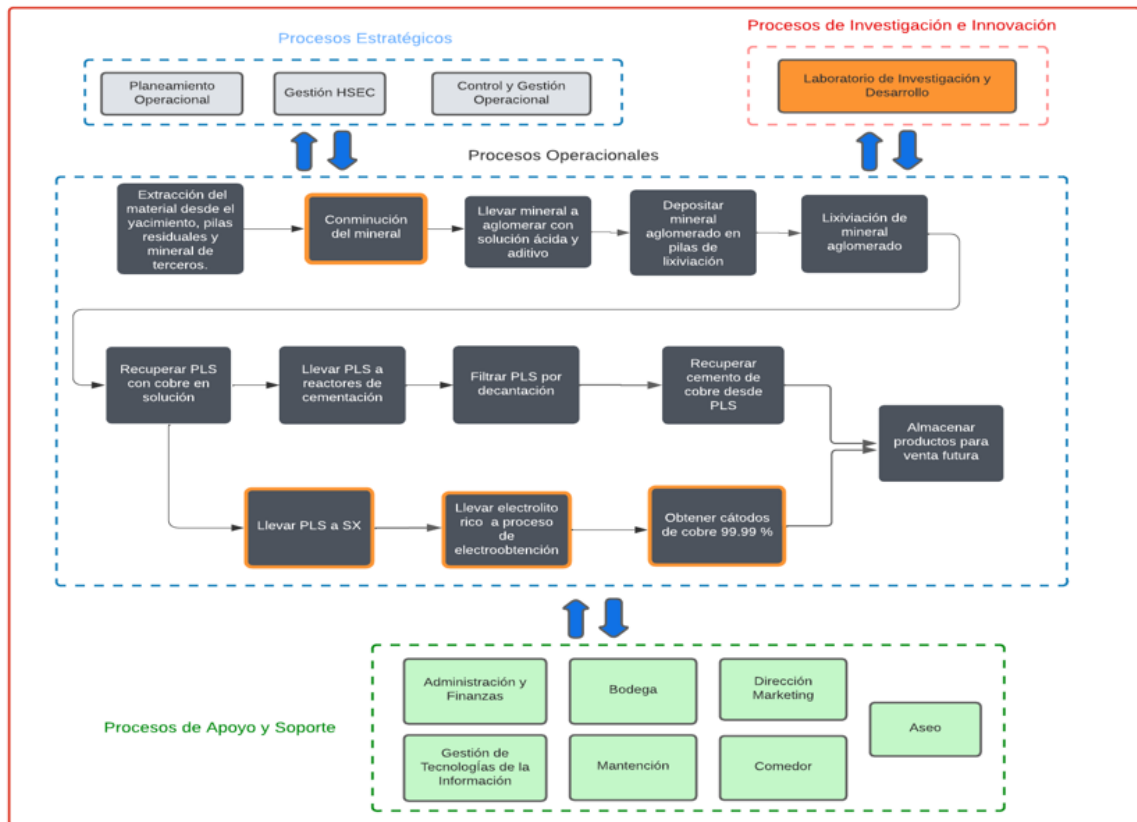 Procesos Estratégicos
Procesos de Investigación e Innovación
Planeamiento
Operacional
Gestión HSEC
Control y Gestión
Operacional
Laboratorio de Investigación y
Desarrollo
Procesos Operacionales
Extracción del
material desde el
yacimiento, pilas
residuales y
mineral de
terceros.
Conminución
del mineral
Llevar mineral a
aglomerar con
solución ácida y
aditivo
Depositar
mineral
aglomerado en
pilas de
lixiviación
Lixiviación de
mineral
aglomerado
Recuperar PLS
con cobre en
solución
Llevar PLS a
reactores de
cementación
Filtrar PLS por
decantación
Recuperar
cemento de
cobre desde
PLS
Almacenar
productos para
venta futura
Llevar PLS a SX
Llevar electrolito
rico a proceso
de
electroobtención
Obtener cátodos
de cobre 99.99 %
Procesos de Apoyo y Soporte
Administración y
Finanzas
Bodega
Dirección
Marketing
Aseo
Gestión de
Tecnologías de la
Información
Mantención
Comedor